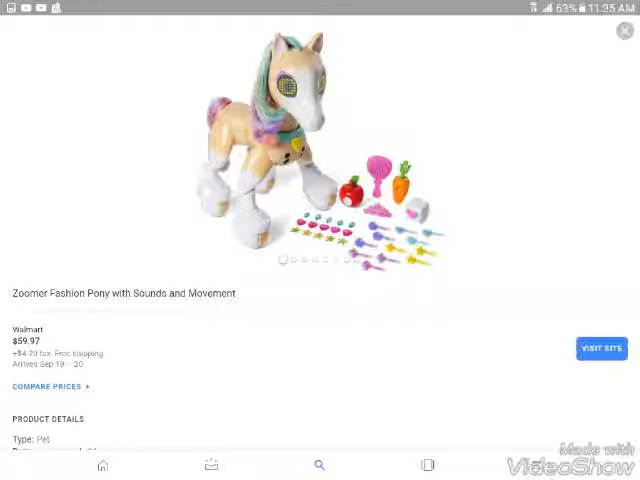 63% 11:35 AM
Zoomer Fashion Pony with Sounds and Movement
Walmart
$59.97
+$4.20 tax. Free shipping
Arrives Sep 19 – 20
VISIT SITE
COMPARE PRICES
PRODUCT DETAILS
Type: Pet
Made with
VideoShow